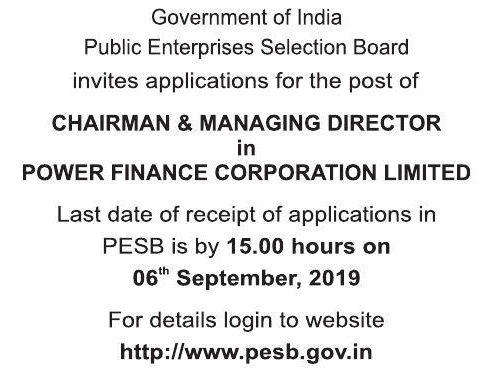 Government of India
Public Enterprises Selection Board
invites applications for the post of
CHAIRMAN & MANAGING DIRECTOR
in
POWER FINANCE CORPORATION LIMITED
Last date of receipt of applications in
PESB is by 15.00 hours on
06th September, 2019
For details login to website
http://www.pesb.gov.in